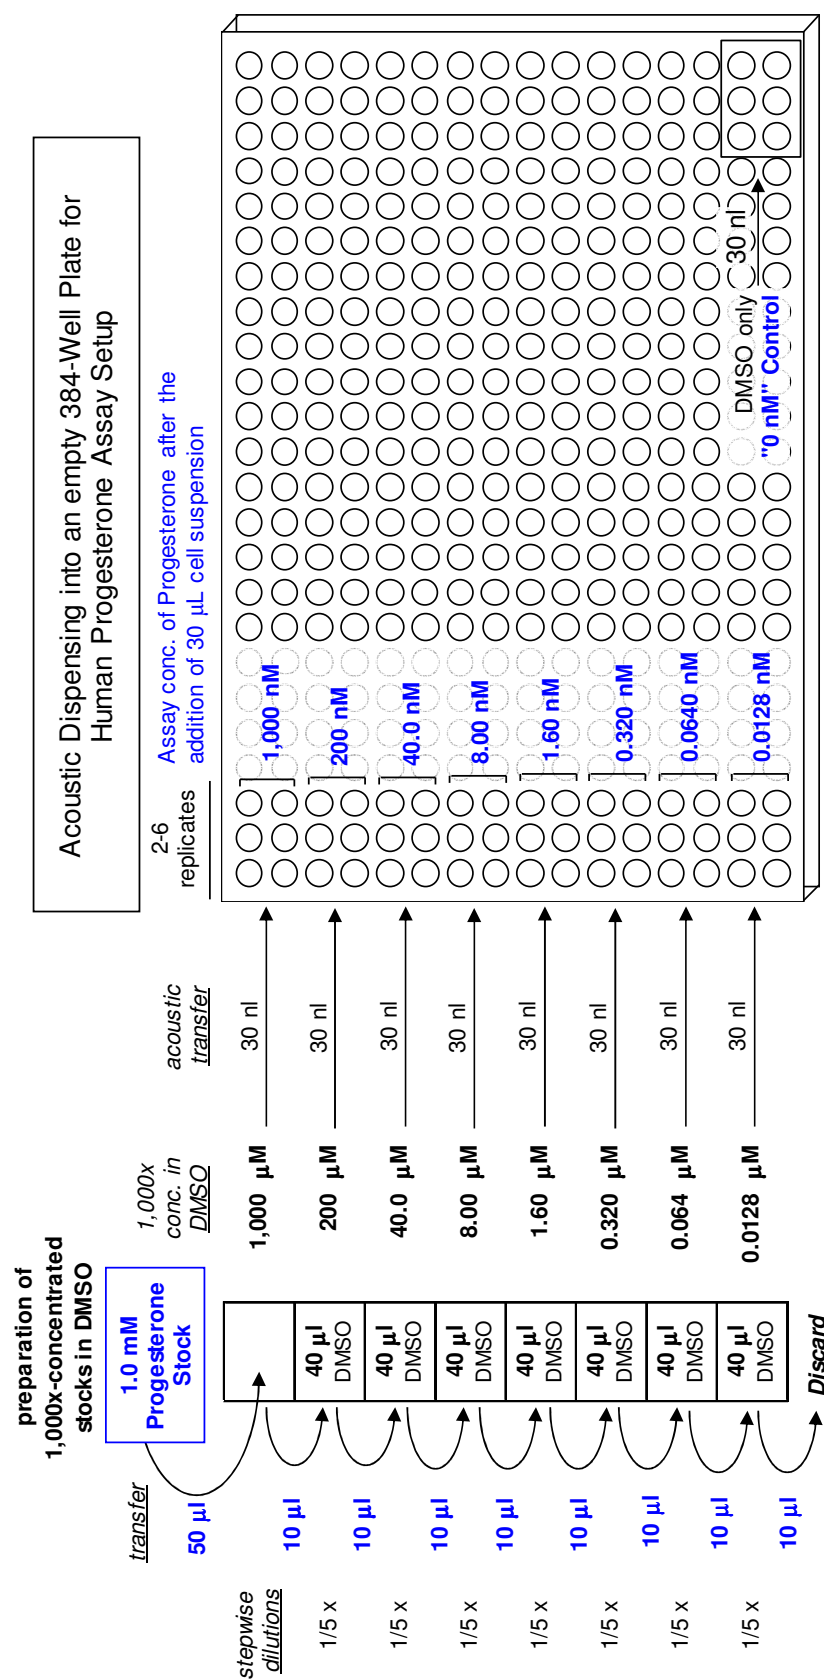 Acoustic Dispensing into an empty 384-Well Plate for
Human Progesterone Assay Setup
preparation of
1,000x-concentrated
stocks in DMSO
transfer
1.0 mM
Progesterone
Stock
1,000x
conc. in
DMSO
acoustic
transfer
2-6
replicates
Assay conc. of Progesterone after the
addition of 30 µL cell suspension
50 µl
stepwise
dilutions
10 µl
1,000 µM
30 nl
1,000 nM
1/5 x
10 µl
40 µl
DMSO
200 µM
30 nl
200 nM
1/5 x
10 µl
40 µl
DMSO
40.0 µM
30 nl
40.0 nM
1/5 x
10 µl
40 µl
DMSO
8.00 µM
30 nl
8.00 nM
1/5 x
10 µl
40 µl
DMSO
1.60 µM
30 nl
1.60 nM
1/5 x
10 µl
40 µl
DMSO
0.320 µM
30 nl
0.320 nM
1/5 x
10 µl
40 µl
DMSO
0.064 µM
30 nl
0.0640 nM
1/5 x
10 µl
40 µl
DMSO
0.0128 µM
30 nl
0.0128 nM
DMSO only
30 nl
"0 nM" Control
Discard